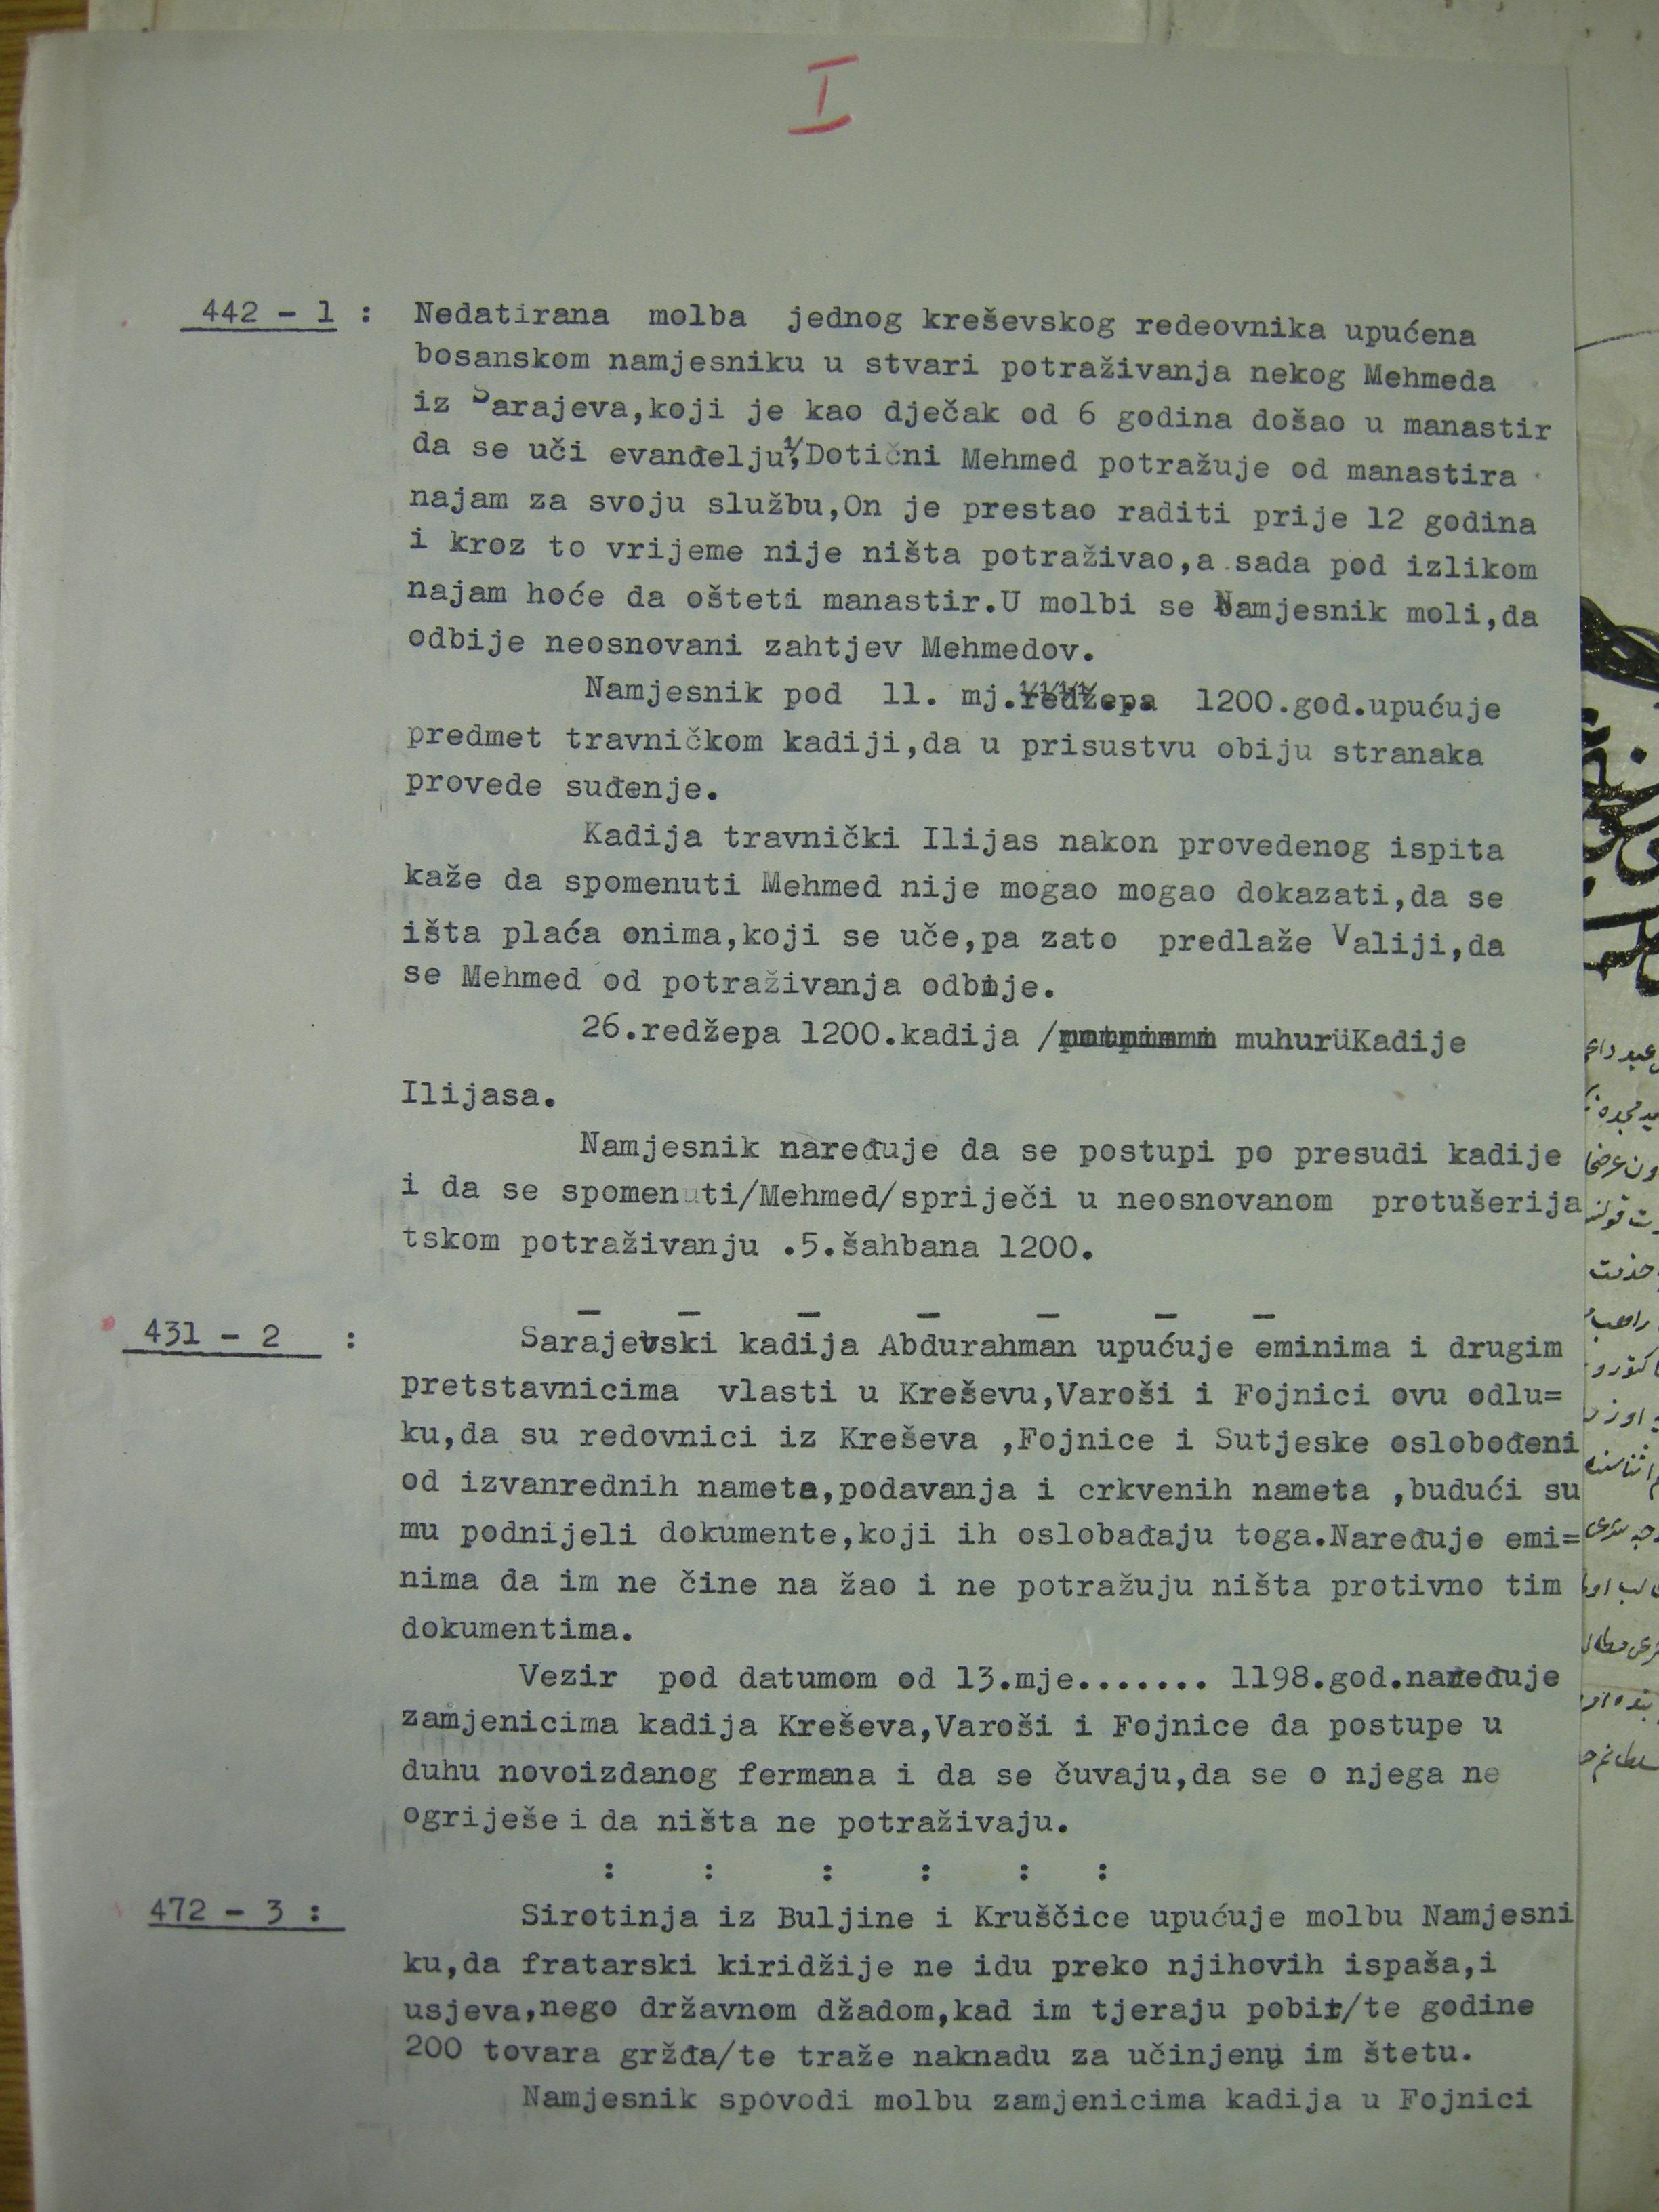 I
442 - 1 : Nedatirana molba jednog kreševskog redeovnika upućena
bosanskom namjesniku u stvari potraživanja nekog Mehmeda
iz Sarajeva,koji je kao dječak od 6 godina došao u manastir
da se uči evanđelju,Dotični Mehmed potražuje od manastira
najam za svoju službu,On je prestao raditi prije 12 godina
i kroz to vrijeme nije ništa potraživao,a sada pod izlikom
najam hoće da ošteti manastir.U molbi se Namjesnik moli,da
odbije neosnovani zahtjev Mehmedov.
Namjesnik pod 11. mj.redžepa 1200.god.upućuje
predmet travničkom kadiji,da u prisustvu obiju stranaka
provede suđenje.
Kadija travnički Ilijas nakon provedenog ispita
kaže da spomenuti Mehmed nije mogao mogao dokazati,da se
išta plaća onima,koji se uče,pa zato predlaže Valiji,da
se Mehmed od potraživanja odbije.
26.redžepa 1200.kadija / muhurüKadije
Ilijasa.
Namjesnik naređuje da se postupi po presudi kadije
i da se spomenuti/Mehmed/spriječi u neosnovanom protušerija
tskom potraživanju .5.šahbana 1200.
— — — — — — —
431 - 2 : Sarajevski kadija Abdurahman upućuje eminima i drugim
pretstavnicima vlasti u Kreševu,Varoši i Fojnici ovu odlu=
ku,da su redovnici iz Kreševa ,Fojnice i Sutjeske oslobođeni
od izvanrednih nameta,podavanja i crkvenih nameta ,budući su
mu podnijeli dokumente,koji ih oslobađaju toga.Naređuje emi=
nima da im ne čine na žao i ne potražuju ništa protivno tim
dokumentima.
Vezir pod datumom od 13.mje....... 1198.god.naređuje
zamjenicima kadija Kreševa,Varoši i Fojnice da postupe u
duhu novoizdanog fermana i da se čuvaju,da se o njega ne
ogriješe i da ništa ne potraživaju.
: : : : : :
472 - 3 : Sirotinja iz Buljine i Kruščice upućuje molbu Namjesni
ku,da fratarski kiridžije ne idu preko njihovih ispaša,i
usjeva,nego državnom džadom,kad im tjeraju pobir/te godine
200 tovara gržđa/te traže naknadu za učinjenu im štetu.
Namjesnik spovodi molbu zamjenicima kadija u Fojnici